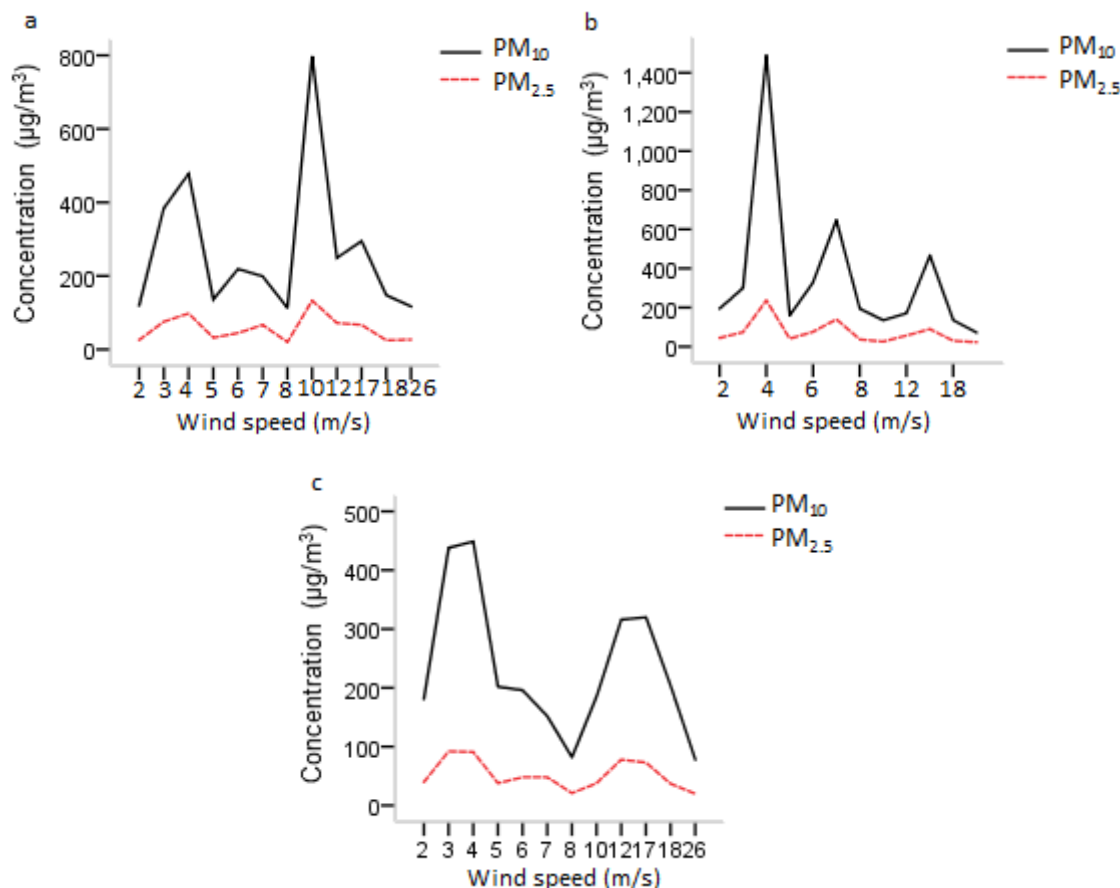 a
PM₁₀
PM₂.₅
Concentration (µg/m³)
800
600
400
200
0
2 3 4 5 6 7 8 10 12 17 18 26
Wind speed (m/s)
b
PM₁₀
PM₂.₅
Concentration (µg/m³)
1,400
1,200
1,000
800
600
400
200
0
2 4 6 8 12 18
Wind speed (m/s)
c
PM₁₀
PM₂.₅
Concentration (µg/m³)
500
400
300
200
100
0
2 3 4 5 6 7 8 10 12 17 18 26
Wind speed (m/s)